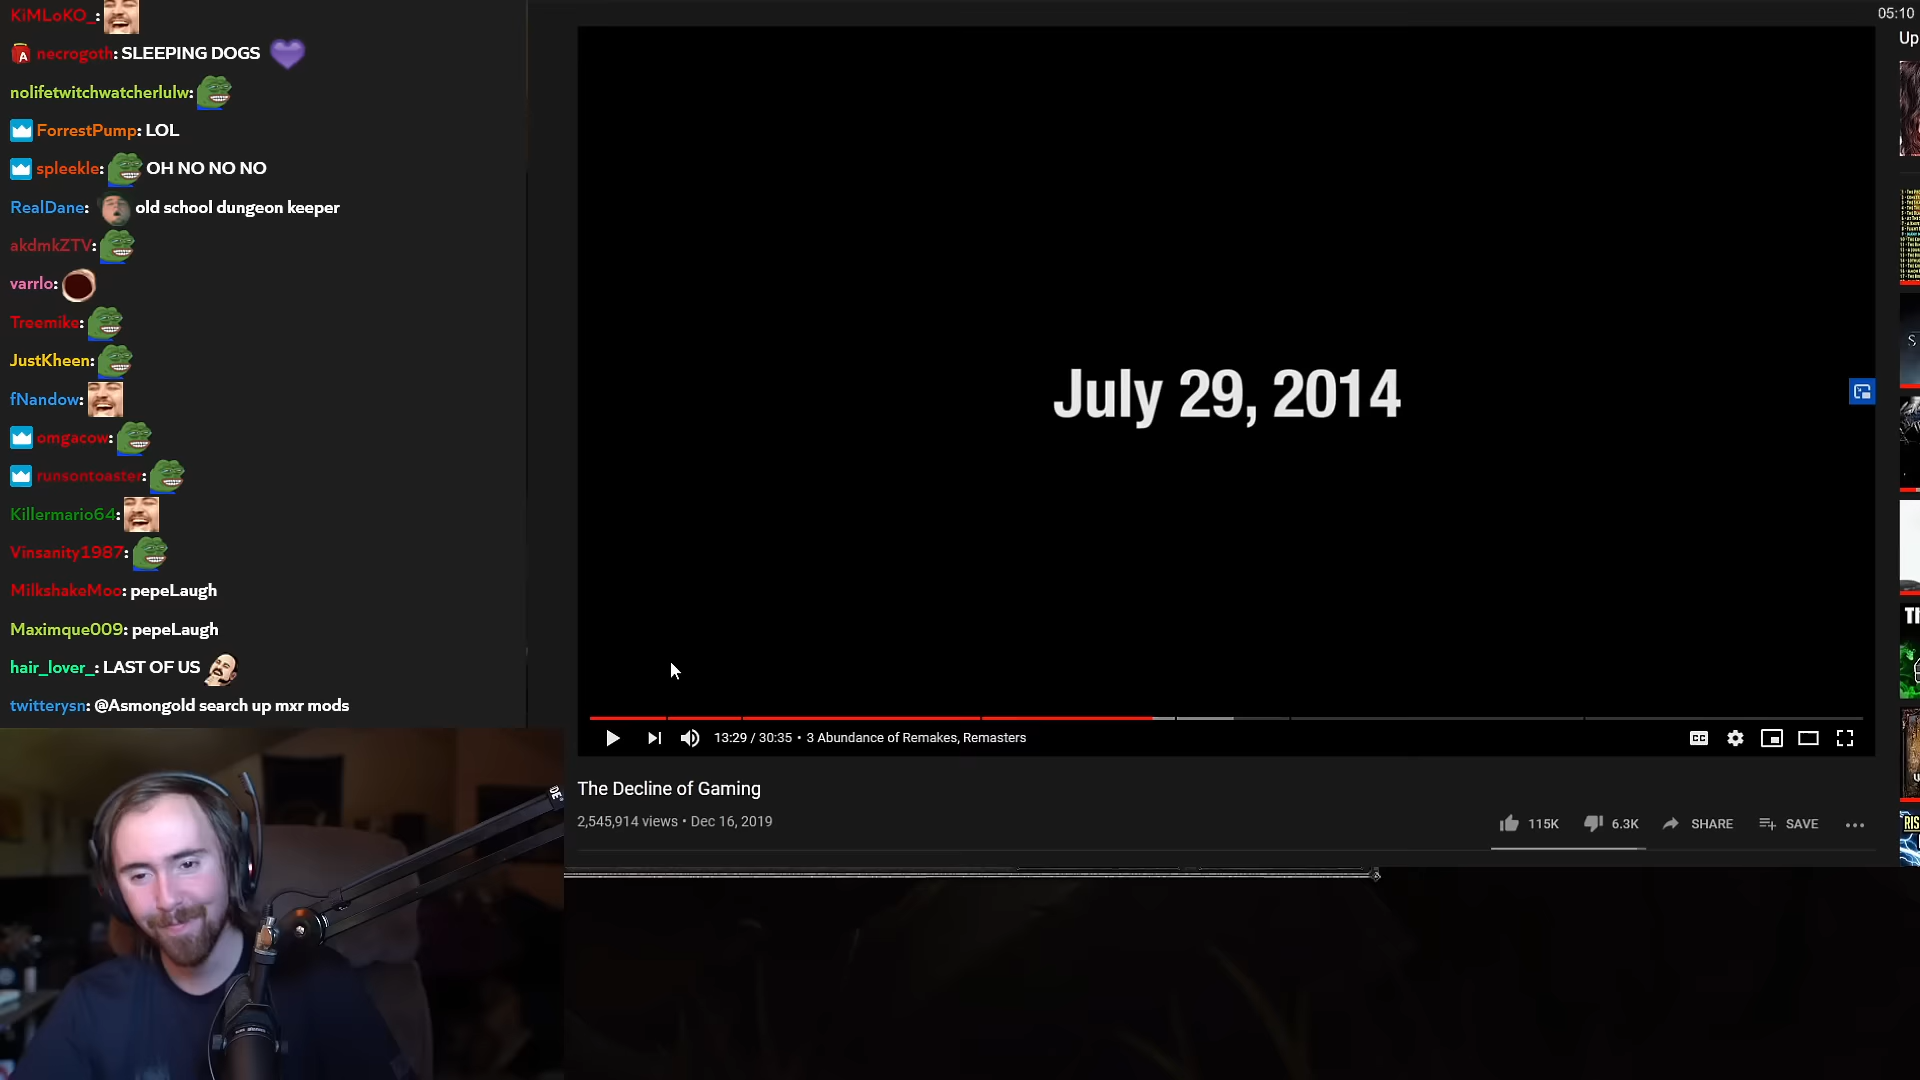 KiMLoKO_:
necrogoth: SLEEPING DOGS
nolifetwitchwatcherlulw:
ForrestPump: LOL
spleekle: OH NO NO NO
RealDane: old school dungeon keeper
akdmkZTV:
varrlo:
Treemike:
JustKheen:
fNandow:
omgacow:
runsontoaster:
Killermario64:
Vinsanity1987:
MilkshakeMoo: pepeLaugh
Maximque009: pepeLaugh
hair_lover_: LAST OF US
twitterysn: @Asmongold search up mxr mods
05:10
Up
July 29, 2014
13:29 / 30:35 • 3 Abundance of Remakes, Remasters
CC
The Decline of Gaming
2,545,914 views • Dec 16, 2019
115K 6.3K SHARE SAVE